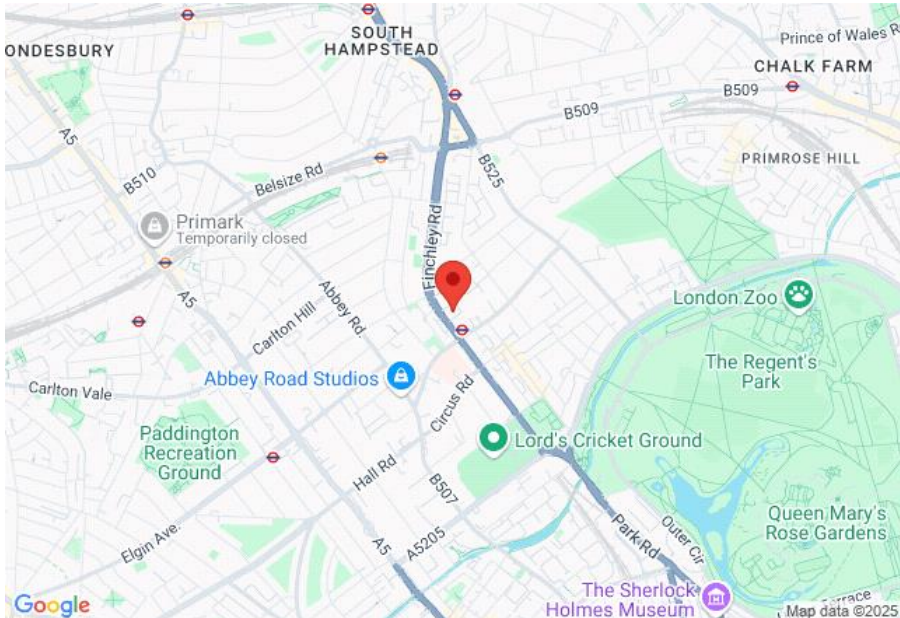 ONDESBURY
SOUTH
HAMPSTEAD
Prince of Wales R
CHALK FARM
B509
B509
A5
B525
PRIMROSE HILL
B510
Belsize Rd
Primark
Temporarily closed
Finchley Rd
A5
Abbey Rd.
London Zoo
Carlton Hill
The Regent's
Park
Abbey Road Studios
Carlton Vale
Circus Rd
Paddington
Recreation
Ground
Lord's Cricket Ground
Hall Rd
B507
Queen Mary's
Rose Gardens
Elgin Ave.
A5205
A5
Park Rd
Outer Cir
The Sherlock
Holmes Museum
Google
errace
Map data ©2025